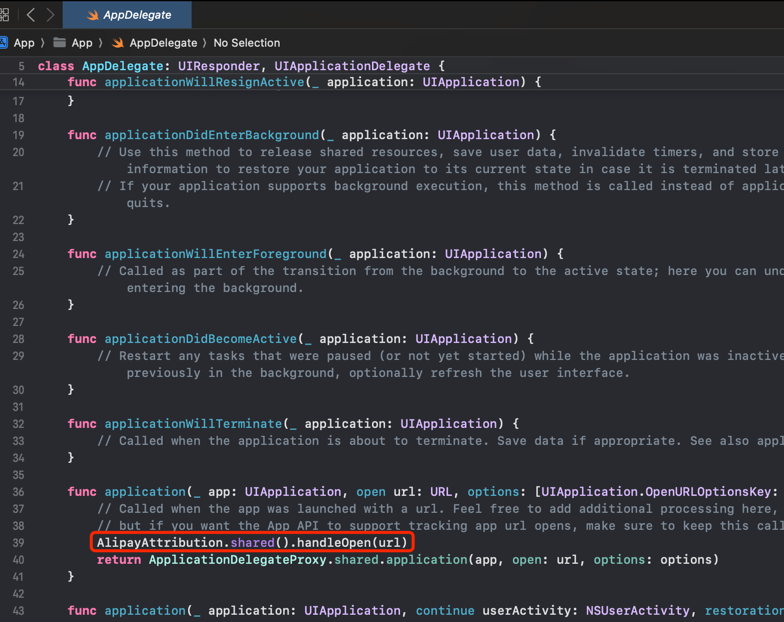 AppDelegate
App 〉 App 〉 AppDelegate 〉 No Selection
5 class AppDelegate: UIResponder, UIApplicationDelegate {
14 func applicationWillResignActive(_ application: UIApplication) {
17 }
18
19 func applicationDidEnterBackground(_ application: UIApplication) {
20 // Use this method to release shared resources, save user data, invalidate timers, and store
information to restore your application to its current state in case it is terminated lat
21 // If your application supports background execution, this method is called instead of applic
quits.
22 }
23
24 func applicationWillEnterForeground(_ application: UIApplication) {
25 // Called as part of the transition from the background to the active state; here you can und
entering the background.
26 }
27
28 func applicationDidBecomeActive(_ application: UIApplication) {
29 // Restart any tasks that were paused (or not yet started) while the application was inactive
previously in the background, optionally refresh the user interface.
30 }
31
32 func applicationWillTerminate(_ application: UIApplication) {
33 // Called when the application is about to terminate. Save data if appropriate. See also appl
34 }
35
36 func application(_ app: UIApplication, open url: URL, options: [UIApplication.OpenURLOptionsKey:
37 // Called when the app was launched with a url. Feel free to add additional processing here,
38 // but if you want the App API to support tracking app url opens, make sure to keep this call
39 AlipayAttribution.shared().handleOpen(url)
40 return ApplicationDelegateProxy.shared.application(app, open: url, options: options)
41 }
42
43 func application(_ application: UIApplication, continue userActivity: NSUserActivity, restoration